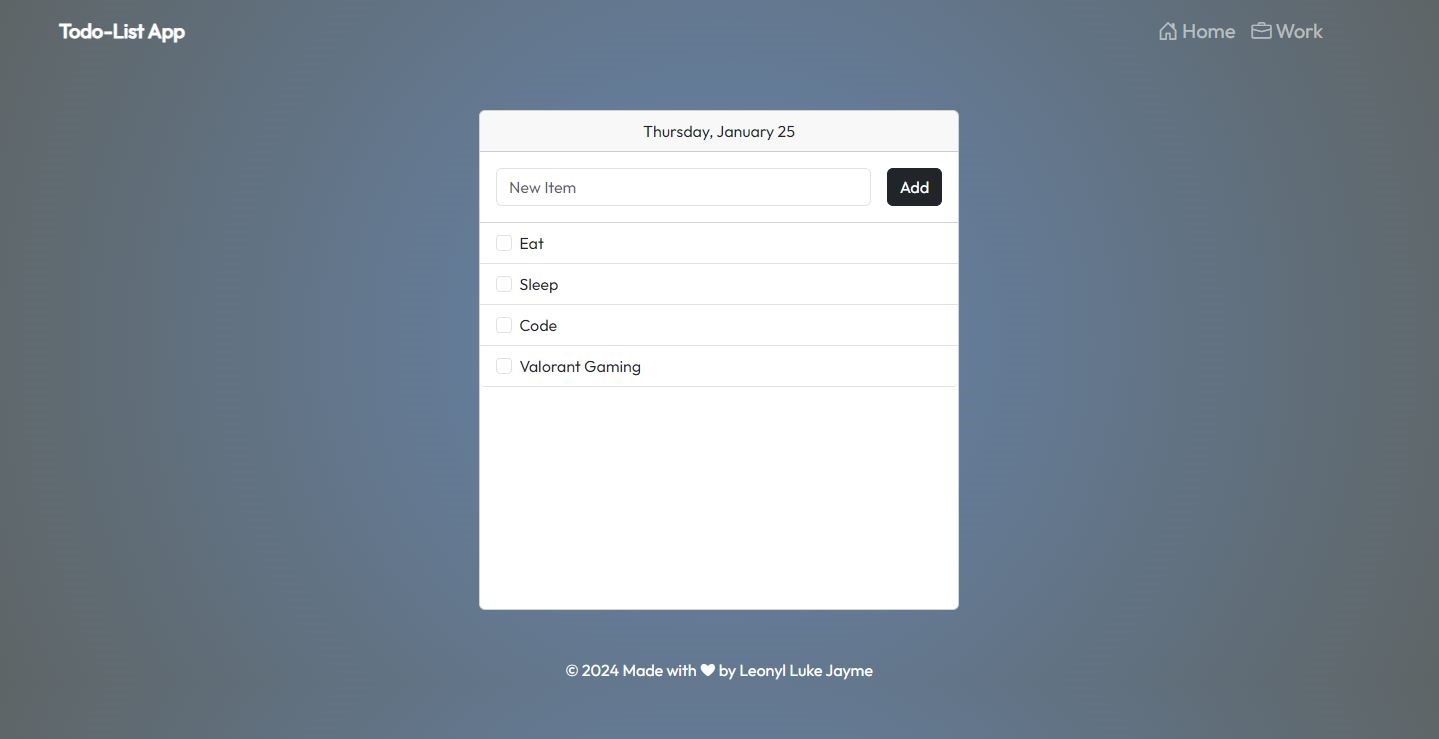 Todo-List App
Home Work
Thursday, January 25
New Item Add
Eat
Sleep
Code
Valorant Gaming
© 2024 Made with ♥ by Leonyl Luke Jayme